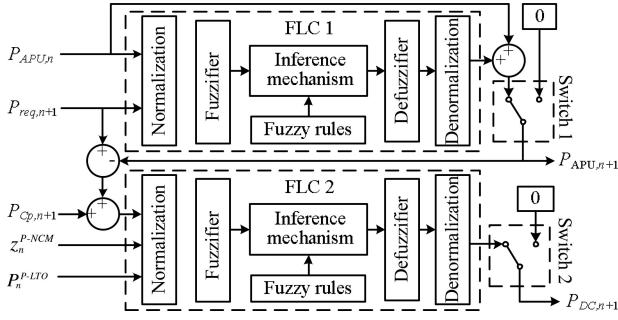 FLC 1
0
P_{APU,n}
Normalization
Fuzzifier
Inference mechanism
Fuzzy rules
Defuzzifier
Denormalization
+
+
Switch 1
P_{req,n+1}
+
-
P_{APU,n+1}
FLC 2
0
P_{Cp,n+1}
+
+
z_n^{P-NCM}
P_n^{P-LTO}
Normalization
Fuzzifier
Inference mechanism
Fuzzy rules
Defuzzifier
Denormalization
Switch 2
P_{DC,n+1}